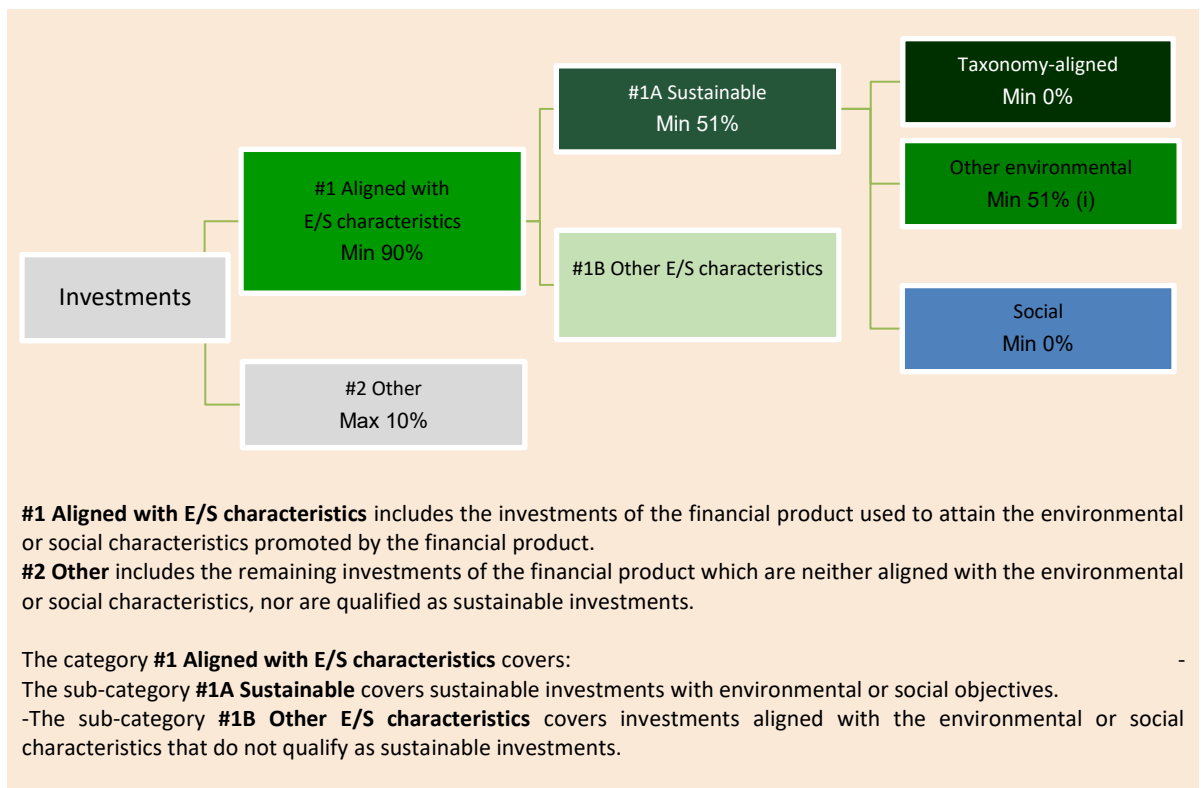 Investments
#1 Aligned with
E/S characteristics
Min 90%
#2 Other
Max 10%
#1A Sustainable
Min 51%
#1B Other E/S characteristics
Taxonomy-aligned
Min 0%
Other environmental
Min 51% (i)
Social
Min 0%
#1 Aligned with E/S characteristics includes the investments of the financial product used to attain the environmental
or social characteristics promoted by the financial product.
#2 Other includes the remaining investments of the financial product which are neither aligned with the environmental
or social characteristics, nor are qualified as sustainable investments.
The category #1 Aligned with E/S characteristics covers: -
The sub-category #1A Sustainable covers sustainable investments with environmental or social objectives.
-The sub-category #1B Other E/S characteristics covers investments aligned with the environmental or social
characteristics that do not qualify as sustainable investments.